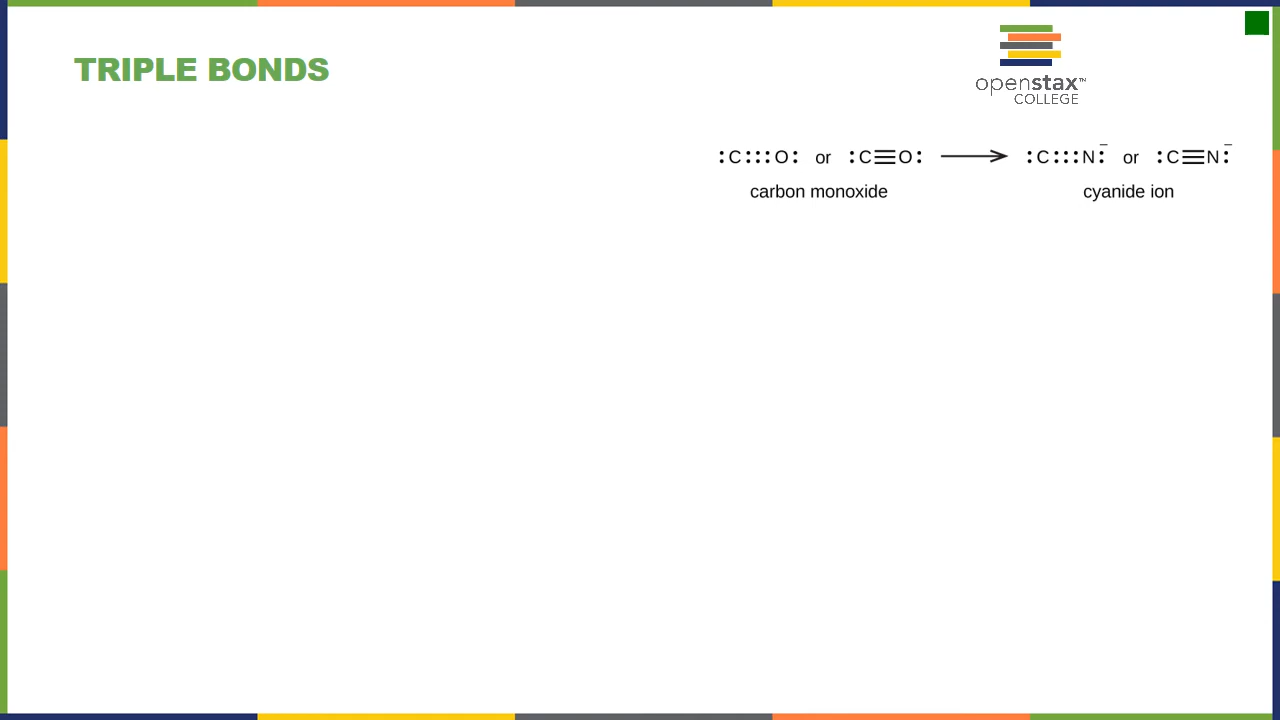 TRIPLE BONDS
openstax™
COLLEGE
:C:::O: or :C≡O: ⟶ :C:::N:⁻ or :C≡N:⁻
carbon monoxide cyanide ion